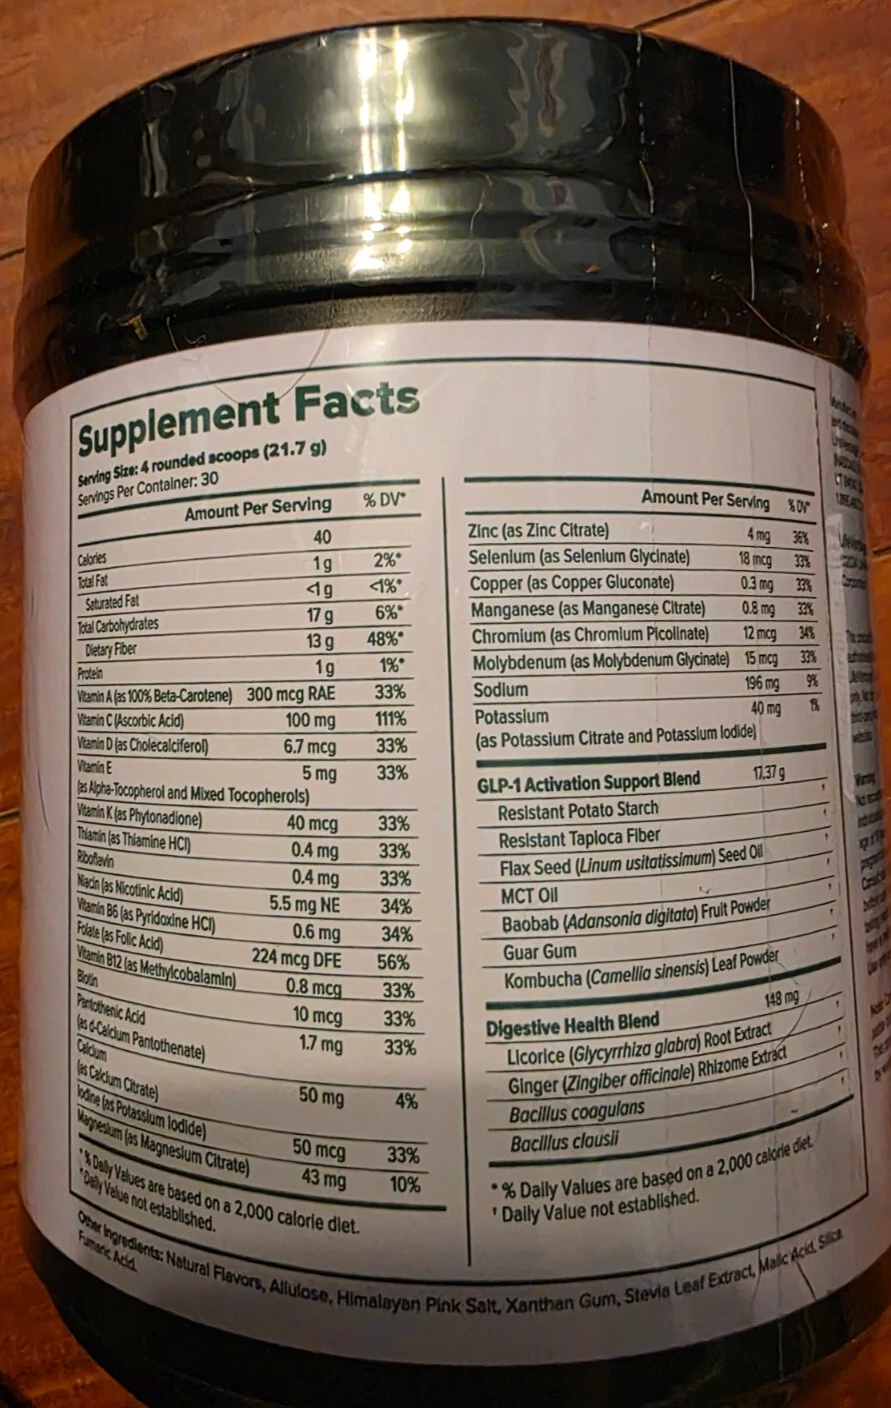 Supplement Facts
Serving Size: 4 rounded scoops (21.7 g)
Servings Per Container: 30
Amount Per Serving % DV*
Calories 40
Total Fat 1 g 2%*
Saturated Fat <1 g <1%*
Total Carbohydrates 17 g 6%*
Dietary Fiber 13 g 48%*
Protein 1 g 1%*
Vitamin A (as 100% Beta-Carotene) 300 mcg RAE 33%
Vitamin C (Ascorbic Acid) 100 mg 111%
Vitamin D (as Cholecalciferol) 6.7 mcg 33%
Vitamin E 5 mg 33%
(as Alpha-Tocopherol and Mixed Tocopherols)
Vitamin K (as Phytonadione) 40 mcg 33%
Thiamin (as Thiamine HCl) 0.4 mg 33%
Riboflavin 0.4 mg 33%
Niacin (as Nicotinic Acid) 5.5 mg NE 34%
Vitamin B6 (as Pyridoxine HCl) 0.6 mg 34%
Folate (as Folic Acid) 224 mcg DFE 56%
Vitamin B12 (as Methylcobalamin) 0.8 mcg 33%
Biotin 10 mcg 33%
Pantothenic Acid 1.7 mg 33%
(as d-Calcium Pantothenate)
Calcium 50 mg 4%
(as Calcium Citrate)
Iodine (as Potassium Iodide) 50 mcg 33%
Magnesium (as Magnesium Citrate) 43 mg 10%
*% Daily Values are based on a 2,000 calorie diet.
†Daily Value not established.
Amount Per Serving % DV*
Zinc (as Zinc Citrate) 4 mg 36%
Selenium (as Selenium Glycinate) 18 mcg 33%
Copper (as Copper Gluconate) 0.3 mg 33%
Manganese (as Manganese Citrate) 0.8 mg 33%
Chromium (as Chromium Picolinate) 12 mcg 34%
Molybdenum (as Molybdenum Glycinate) 15 mcg 33%
Sodium 196 mg 9%
Potassium 40 mg 1%
(as Potassium Citrate and Potassium Iodide)
GLP-1 Activation Support Blend 17.37 g
Resistant Potato Starch †
Resistant Tapioca Fiber †
Flax Seed (Linum usitatissimum) Seed Oil †
MCT Oil †
Baobab (Adansonia digitata) Fruit Powder †
Guar Gum †
Kombucha (Camellia sinensis) Leaf Powder †
Digestive Health Blend 148 mg
Licorice (Glycyrrhiza glabra) Root Extract †
Ginger (Zingiber officinale) Rhizome Extract †
Bacillus coagulans †
Bacillus clausii †
*% Daily Values are based on a 2,000 calorie diet.
† Daily Value not established.
Other Ingredients: Natural Flavors, Allulose, Himalayan Pink Salt, Xanthan Gum, Stevia Leaf Extract, Malic Acid, Silica,
Fumaric Acid.